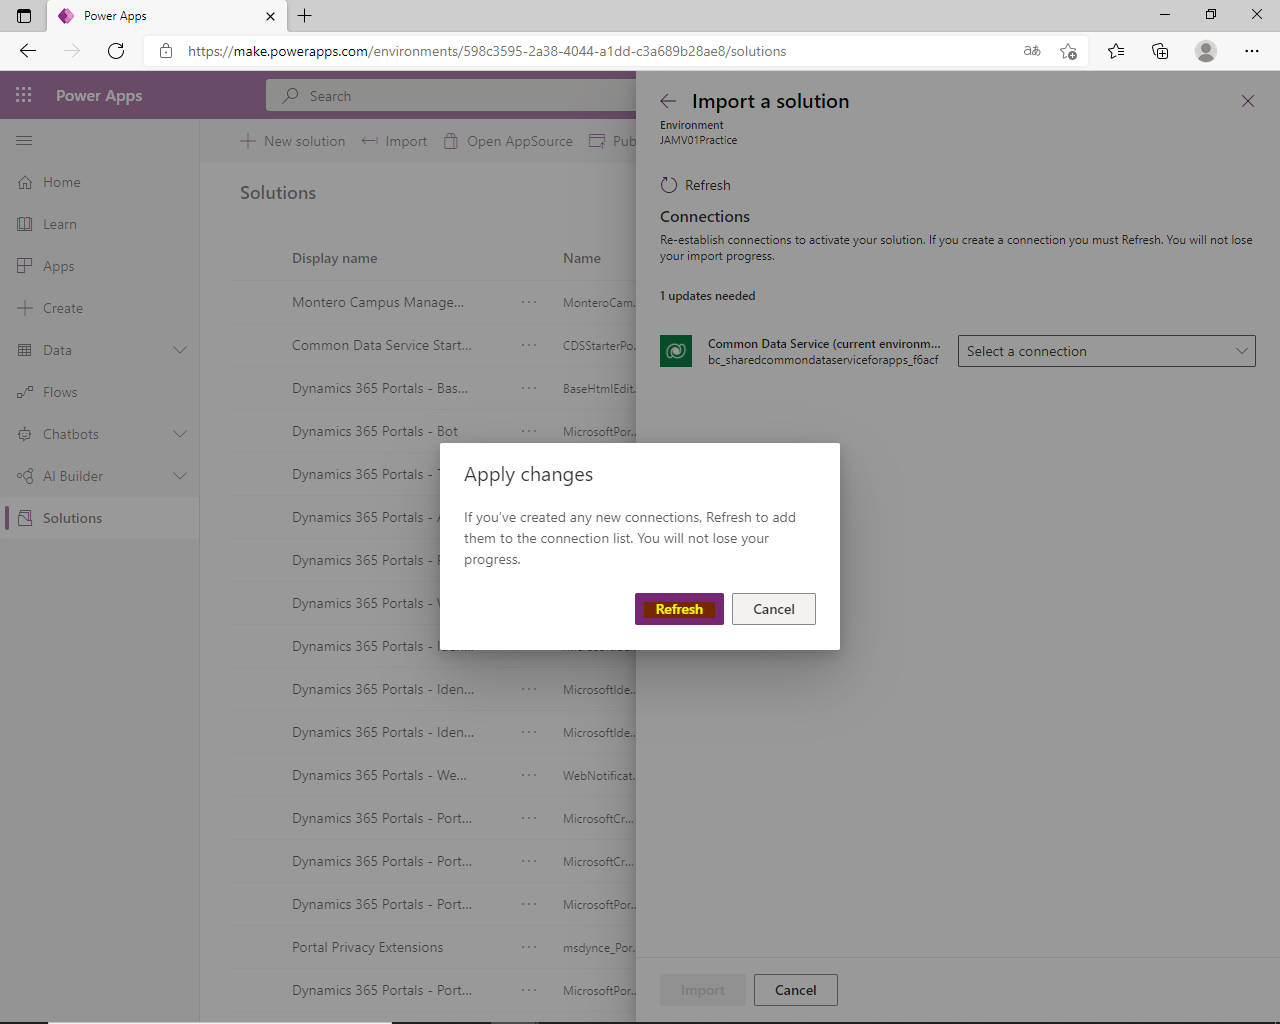 Power Apps
https://make.powerapps.com/environments/598c3595-2a38-4044-a1dd-c3a689b28ae8/solutions
Power Apps
Search
Home
Learn
Apps
Create
Data
Flows
Chatbots
AI Builder
Solutions
New solution
Import
Open AppSource
Pub
Solutions
Display name
Name
Montero Campus Manage...
MonteroCam...
Common Data Service Start...
CDSStarterPo...
Dynamics 365 Portals - Bas...
BaseHtmlEdit...
Dynamics 365 Portals - Bot
MicrosoftPor...
Dynamics 365 Portals -
Dynamics 365 Portals -
Dynamics 365 Portals -
Dynamics 365 Portals -
Dynamics 365 Portals -
Dynamics 365 Portals - Iden...
MicrosoftIde...
Dynamics 365 Portals - Iden...
MicrosoftIde...
Dynamics 365 Portals - We...
WebNotificat...
Dynamics 365 Portals - Port...
MicrosoftCr...
Dynamics 365 Portals - Port...
MicrosoftCr...
Dynamics 365 Portals - Port...
MicrosoftPor...
Portal Privacy Extensions
msdynce_Por...
Dynamics 365 Portals - Port...
MicrosoftPor...
Import a solution
Environment
JAMV01Practice
Refresh
Connections
Re-establish connections to activate your solution. If you create a connection you must Refresh. You will not lose
your import progress.
1 updates needed
Common Data Service (current environm...
bc_sharedcommondataserviceforapps_f6acf
Select a connection
Apply changes
If you've created any new connections, Refresh to add
them to the connection list. You will not lose your
progress.
Refresh
Cancel
Import
Cancel